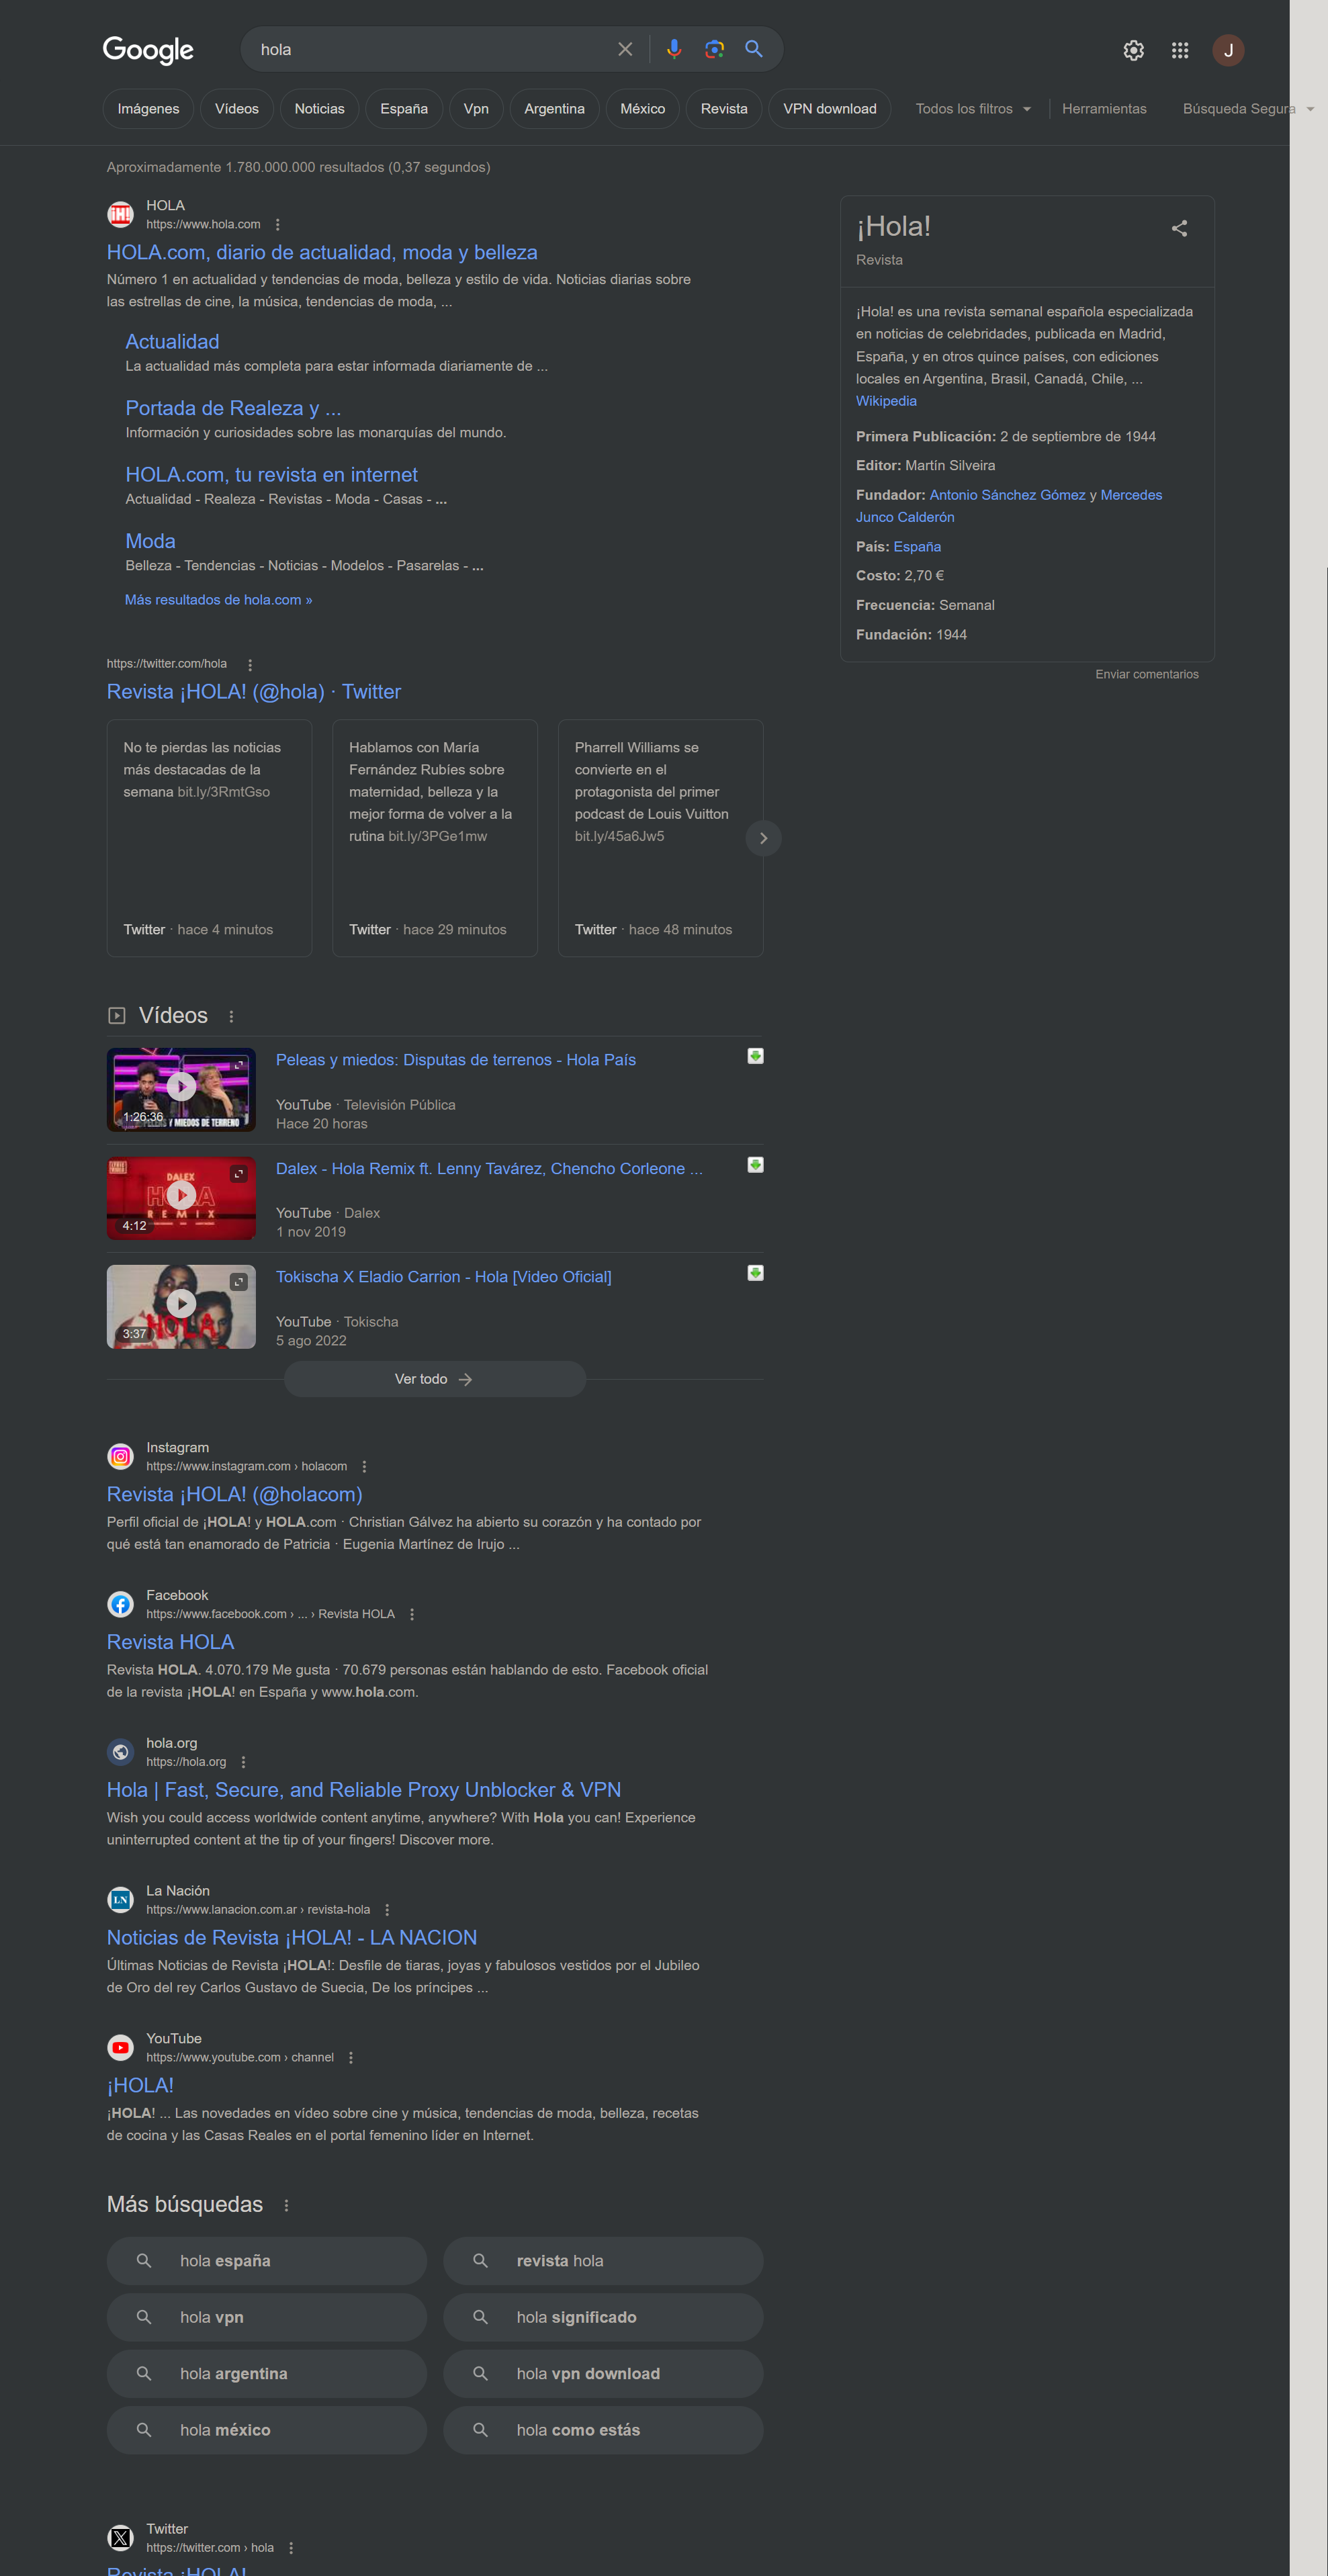 Google
hola
J
Imágenes
Vídeos
Noticias
España
Vpn
Argentina
México
Revista
VPN download
Todos los filtros
Herramientas
Búsqueda Segura
Aproximadamente 1.780.000.000 resultados (0,37 segundos)
¡H!
HOLA
https://www.hola.com
HOLA.com, diario de actualidad, moda y belleza
Número 1 en actualidad y tendencias de moda, belleza y estilo de vida. Noticias diarias sobre
las estrellas de cine, la música, tendencias de moda, ...
Actualidad
La actualidad más completa para estar informada diariamente de ...
Portada de Realeza y ...
Información y curiosidades sobre las monarquías del mundo.
HOLA.com, tu revista en internet
Actualidad - Realeza - Revistas - Moda - Casas - ...
Moda
Belleza - Tendencias - Noticias - Modelos - Pasarelas - ...
Más resultados de hola.com »
¡Hola!
Revista
¡Hola! es una revista semanal española especializada
en noticias de celebridades, publicada en Madrid,
España, y en otros quince países, con ediciones
locales en Argentina, Brasil, Canadá, Chile, ...
Wikipedia
Primera Publicación: 2 de septiembre de 1944
Editor: Martín Silveira
Fundador: Antonio Sánchez Gómez y Mercedes
Junco Calderón
País: España
Costo: 2,70 €
Frecuencia: Semanal
Fundación: 1944
Enviar comentarios
https://twitter.com/hola
Revista ¡HOLA! (@hola) · Twitter
No te pierdas las noticias
más destacadas de la
semana bit.ly/3RmtGso
Twitter · hace 4 minutos
Hablamos con María
Fernández Rubíes sobre
maternidad, belleza y la
mejor forma de volver a la
rutina bit.ly/3PGe1mw
Twitter · hace 29 minutos
Pharrell Williams se
convierte en el
protagonista del primer
podcast de Louis Vuitton
bit.ly/45a6Jw5
Twitter · hace 48 minutos
Vídeos
1:26:36
Y MIEDOS DE TERRENO
Peleas y miedos: Disputas de terrenos - Hola País
YouTube · Televisión Pública
Hace 20 horas
DALEX
HOLA
REMIX
4:12
Dalex - Hola Remix ft. Lenny Tavárez, Chencho Corleone ...
YouTube · Dalex
1 nov 2019
HOLA
3:37
Tokischa X Eladio Carrion - Hola [Video Oficial]
YouTube · Tokischa
5 ago 2022
Ver todo
Instagram
https://www.instagram.com › holacom
Revista ¡HOLA! (@holacom)
Perfil oficial de ¡HOLA! y HOLA.com · Christian Gálvez ha abierto su corazón y ha contado por
qué está tan enamorado de Patricia · Eugenia Martínez de Irujo ...
Facebook
https://www.facebook.com › ... › Revista HOLA
Revista HOLA
Revista HOLA. 4.070.179 Me gusta · 70.679 personas están hablando de esto. Facebook oficial
de la revista ¡HOLA! en España y www.hola.com.
hola.org
https://hola.org
Hola | Fast, Secure, and Reliable Proxy Unblocker & VPN
Wish you could access worldwide content anytime, anywhere? With Hola you can! Experience
uninterrupted content at the tip of your fingers! Discover more.
LN
La Nación
https://www.lanacion.com.ar › revista-hola
Noticias de Revista ¡HOLA! - LA NACION
Últimas Noticias de Revista ¡HOLA!: Desfile de tiaras, joyas y fabulosos vestidos por el Jubileo
de Oro del rey Carlos Gustavo de Suecia, De los príncipes ...
YouTube
https://www.youtube.com › channel
¡HOLA!
¡HOLA! ... Las novedades en vídeo sobre cine y música, tendencias de moda, belleza, recetas
de cocina y las Casas Reales en el portal femenino líder en Internet.
Más búsquedas
hola españa
revista hola
hola vpn
hola significado
hola argentina
hola vpn download
hola méxico
hola como estás
Twitter
https://twitter.com › hola
Revista ¡HOLA!